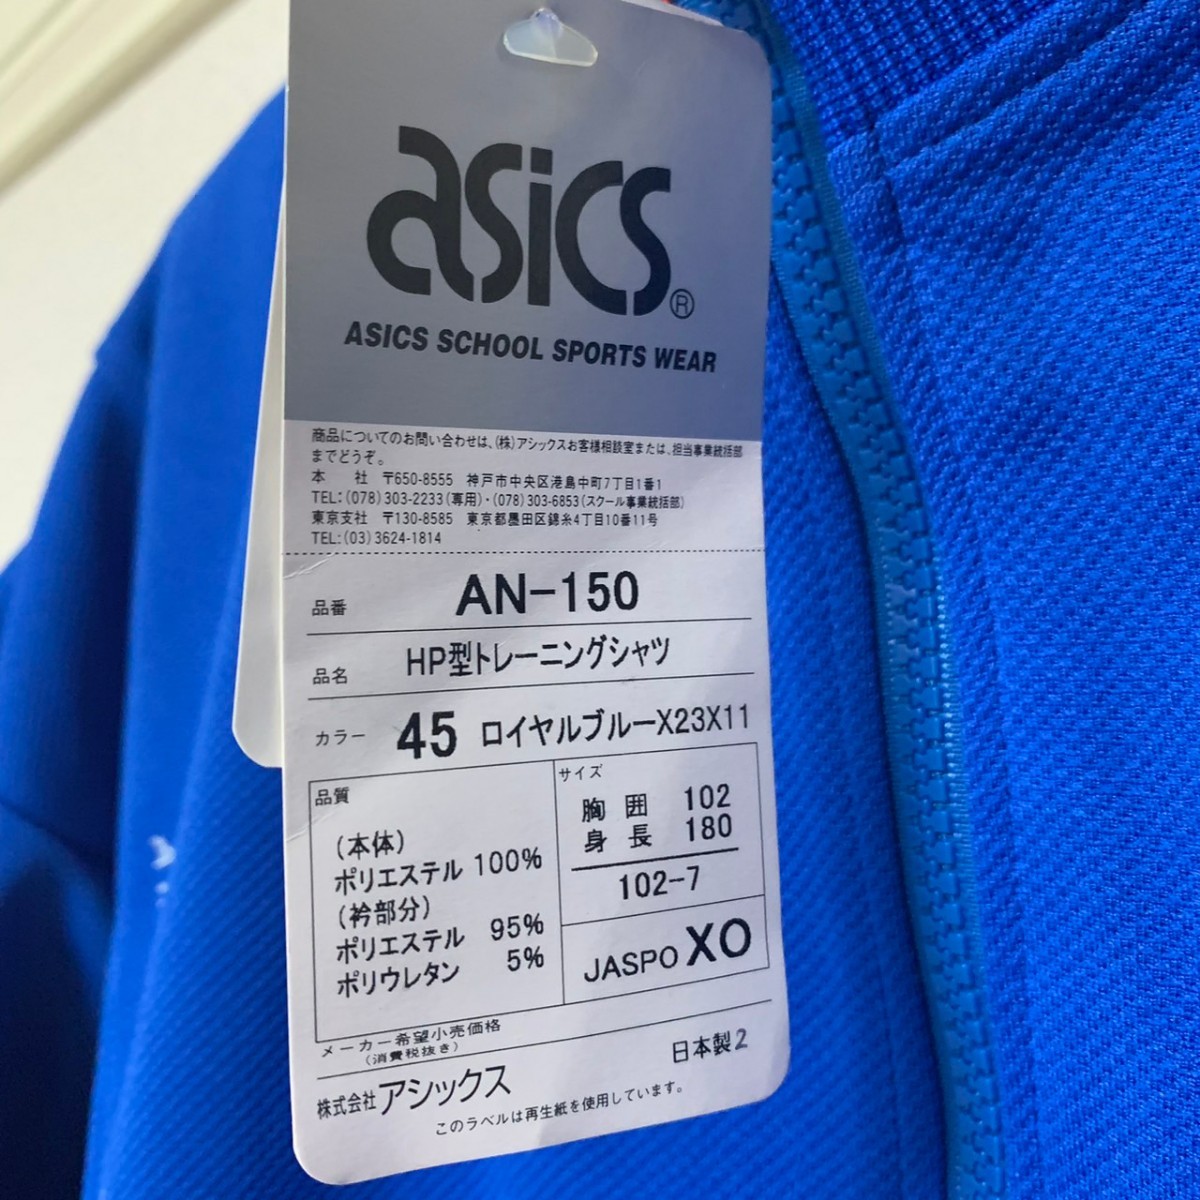 asics®
ASICS SCHOOL SPORTS WEAR
商品についてのお問い合わせは、(株)アシックスお客様相談室または、担当事業統括部
までどうぞ。
本 社 〒650-8555 神戸市中央区港島中町7丁目1番1
TEL:(078)303-2233(専用)・(078)303-6853(スクール事業統括部)
東京支社 〒130-8585 東京都墨田区錦糸4丁目10番11号
TEL:(03)3624-1814
品番 AN-150
品名 HP型トレーニングシャツ
カラー 45 ロイヤルブルーX23X11
品質
(本体)
ポリエステル 100%
(衿部分)
ポリエステル 95%
ポリウレタン 5%
サイズ
胸囲 102
身長 180
102-7
JASPO XO
メーカー希望小売価格
(消費税抜き)
日本製2
株式会社アシックス
このラベルは再生紙を使用しています。